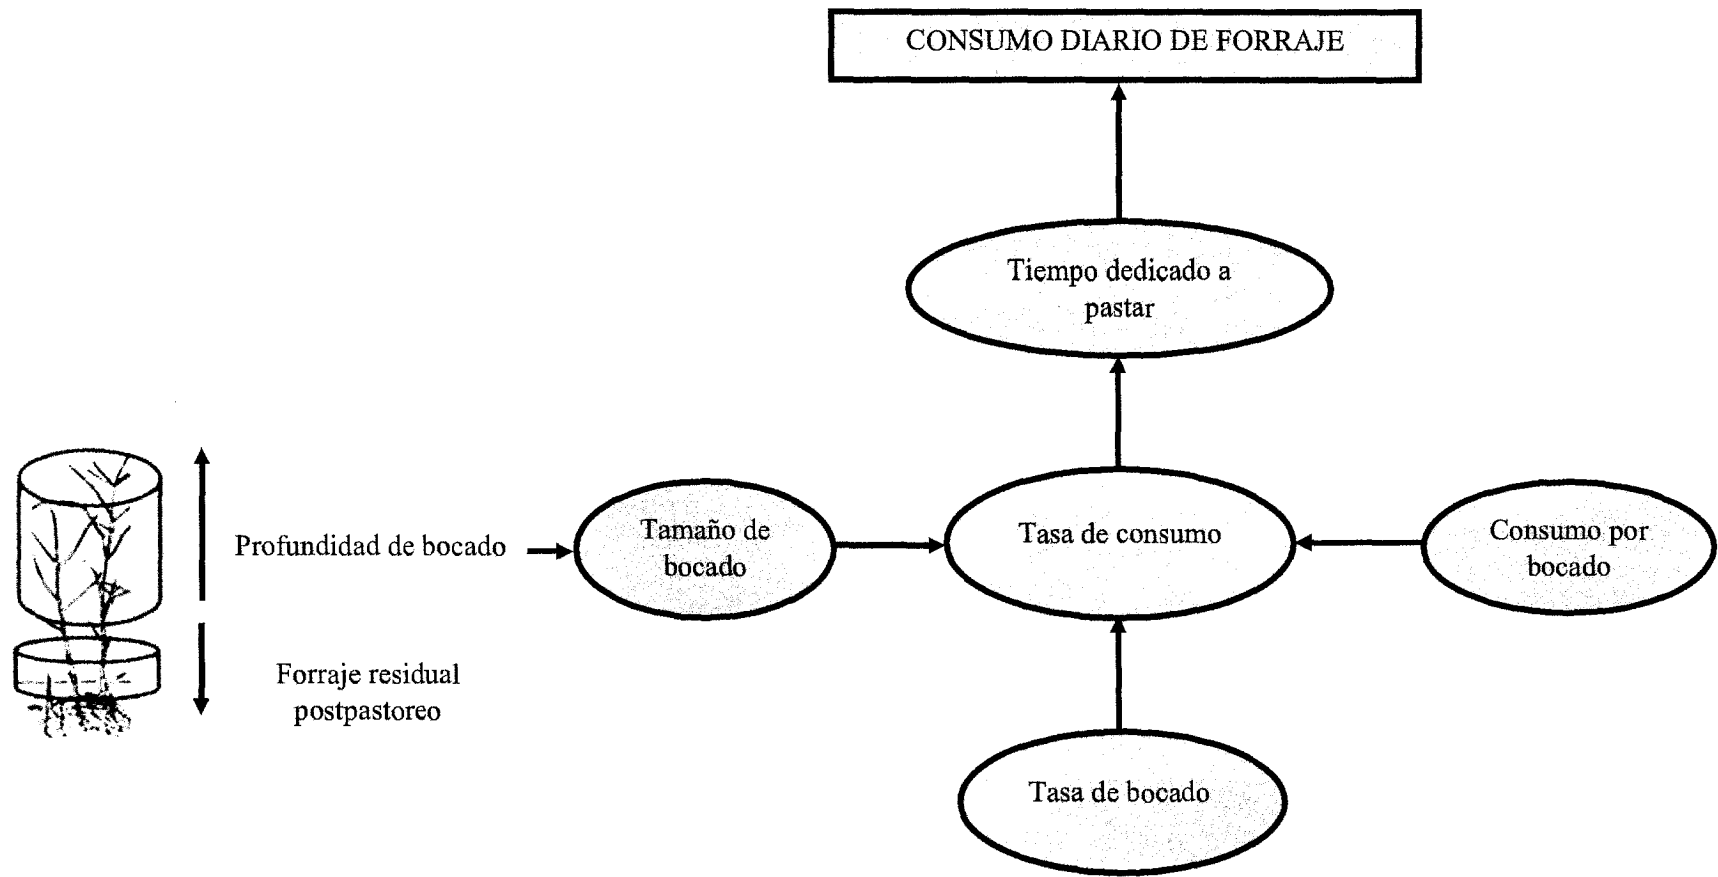 CONSUMO DIARIO DE FORRAJE
Tiempo dedicado a
pastar
Profundidad de bocado
Tamaño de
bocado
Tasa de consumo
Consumo por
bocado
Forraje residual
postpastoreo
Tasa de bocado